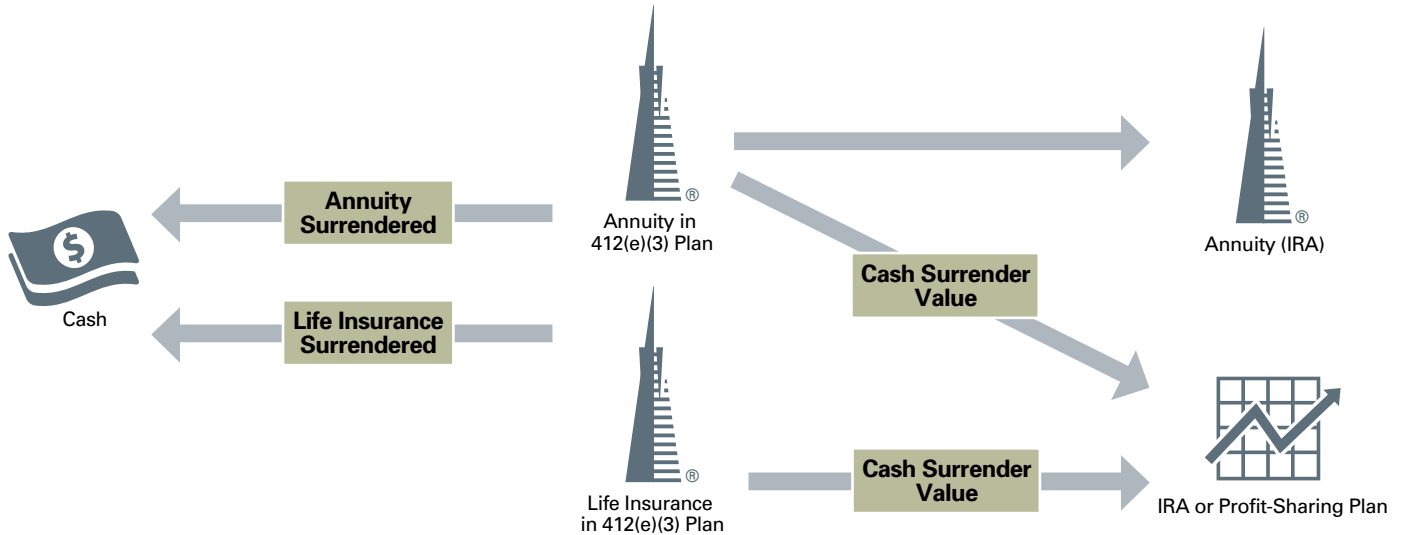 Annuity
Surrendered
$
Cash
Life Insurance
Surrendered
®
Annuity in
412(e)(3) Plan
®
Life Insurance
in 412(e)(3) Plan
Cash Surrender
Value
Cash Surrender
Value
®
Annuity (IRA)
IRA or Profit-Sharing Plan